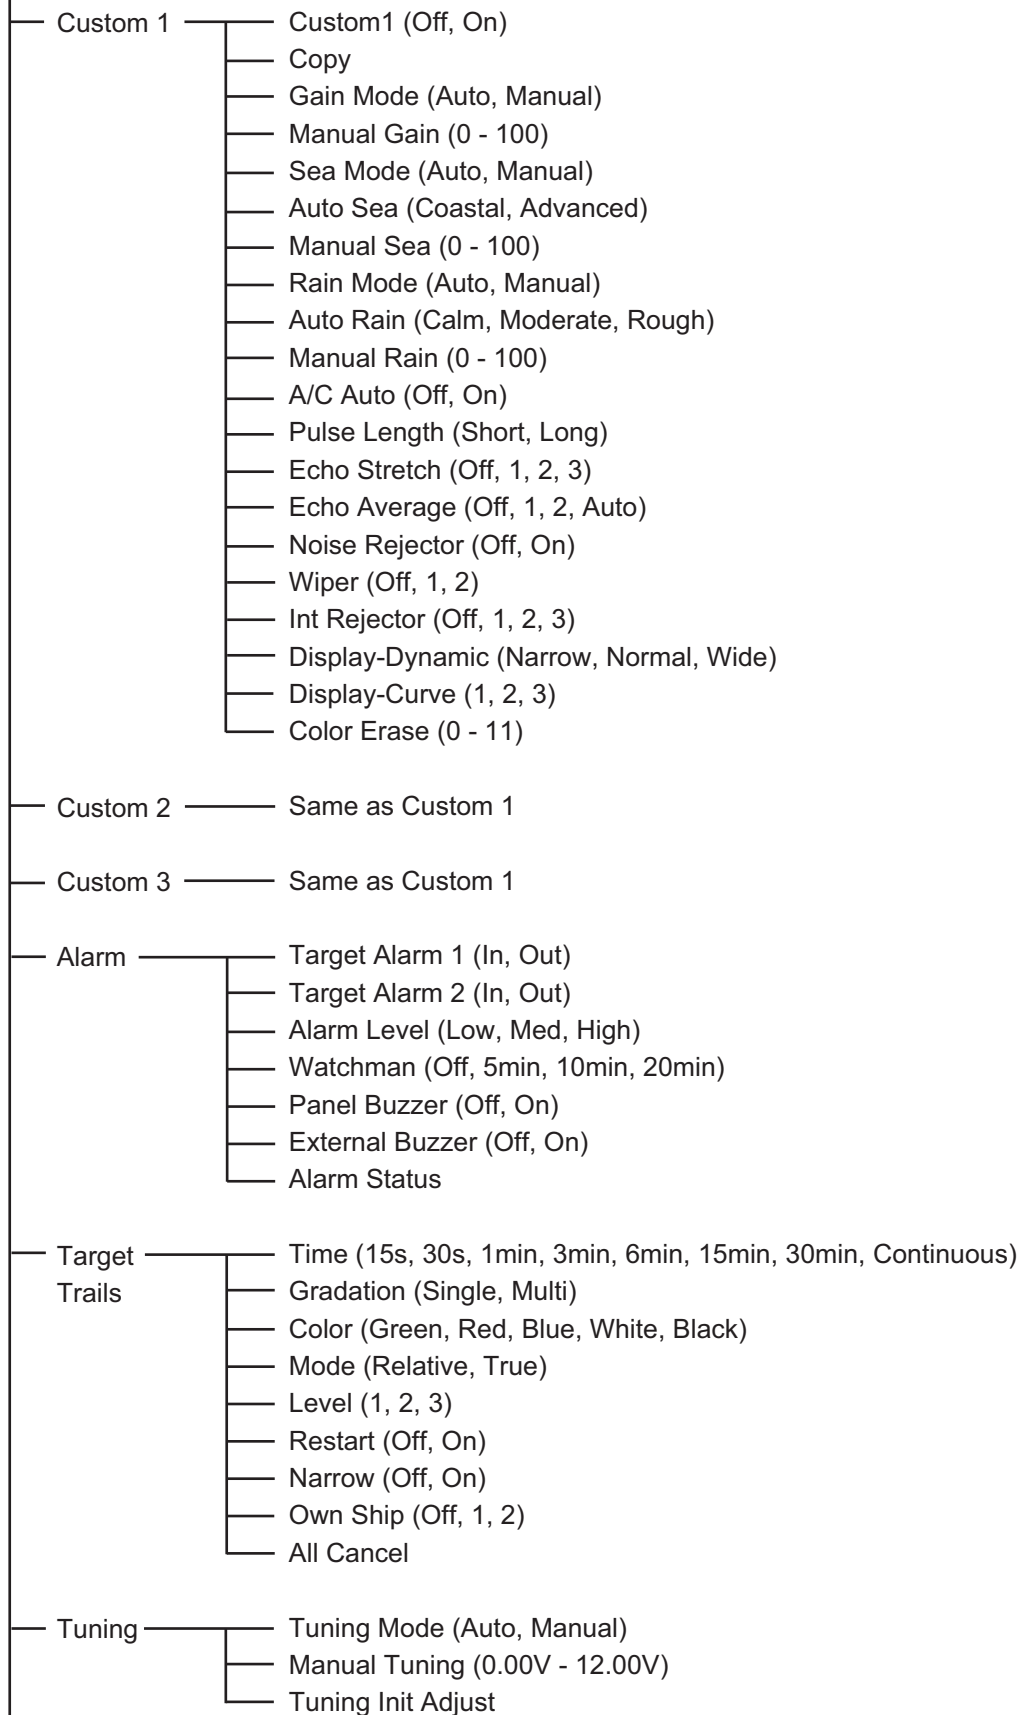 Custom 1 Custom1 (Off, On)
Copy
Gain Mode (Auto, Manual)
Manual Gain (0 - 100)
Sea Mode (Auto, Manual)
Auto Sea (Coastal, Advanced)
Manual Sea (0 - 100)
Rain Mode (Auto, Manual)
Auto Rain (Calm, Moderate, Rough)
Manual Rain (0 - 100)
A/C Auto (Off, On)
Pulse Length (Short, Long)
Echo Stretch (Off, 1, 2, 3)
Echo Average (Off, 1, 2, Auto)
Noise Rejector (Off, On)
Wiper (Off, 1, 2)
Int Rejector (Off, 1, 2, 3)
Display-Dynamic (Narrow, Normal, Wide)
Display-Curve (1, 2, 3)
Color Erase (0 - 11)
Custom 2 Same as Custom 1
Custom 3 Same as Custom 1
Alarm Target Alarm 1 (In, Out)
Target Alarm 2 (In, Out)
Alarm Level (Low, Med, High)
Watchman (Off, 5min, 10min, 20min)
Panel Buzzer (Off, On)
External Buzzer (Off, On)
Alarm Status
Target Time (15s, 30s, 1min, 3min, 6min, 15min, 30min, Continuous)
Trails Gradation (Single, Multi)
Color (Green, Red, Blue, White, Black)
Mode (Relative, True)
Level (1, 2, 3)
Restart (Off, On)
Narrow (Off, On)
Own Ship (Off, 1, 2)
All Cancel
Tuning Tuning Mode (Auto, Manual)
Manual Tuning (0.00V - 12.00V)
Tuning Init Adjust